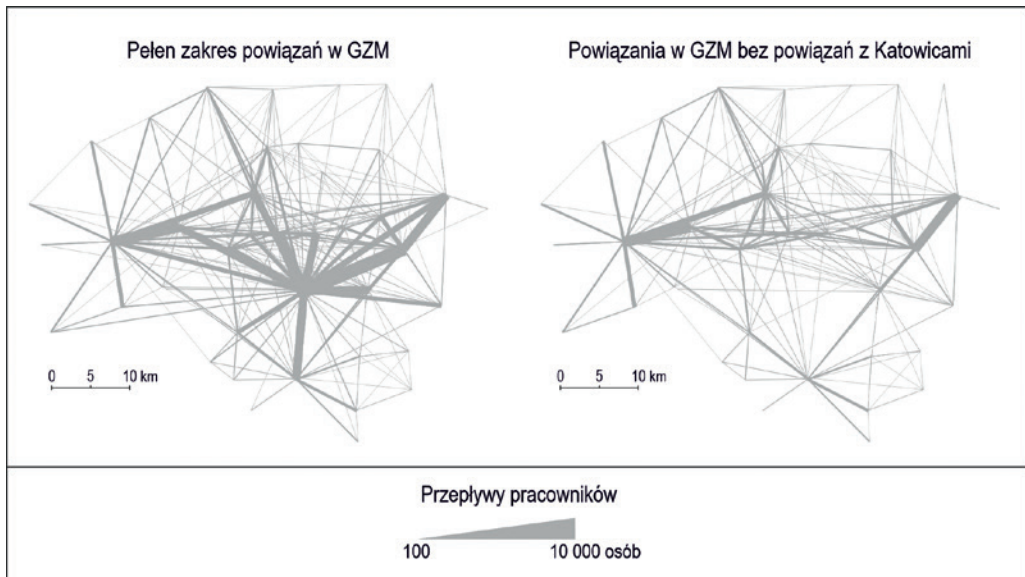 Pełen zakres powiązań w GZM
Powiązania w GZM bez powiązań z Katowicami
0 5 10 km
0 5 10 km
Przepływy pracowników
100 10 000 osób